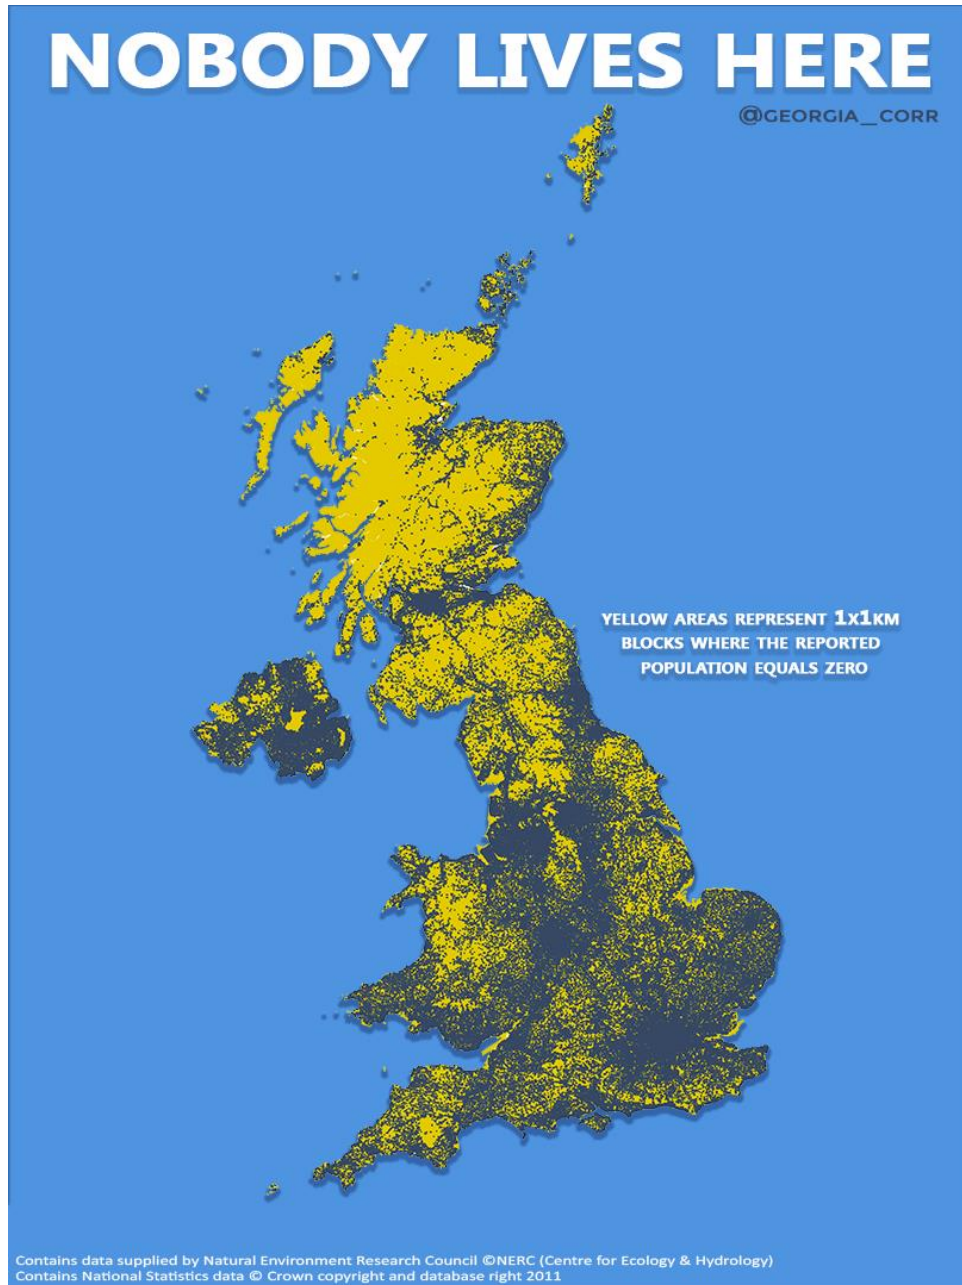 NOBODY LIVES HERE
@GEORGIA_CORR
YELLOW AREAS REPRESENT 1X1KM
BLOCKS WHERE THE REPORTED
POPULATION EQUALS ZERO
Contains data supplied by Natural Environment Research Council ©NERC (Centre for Ecology & Hydrology)
Contains National Statistics data © Crown copyright and database right 2011